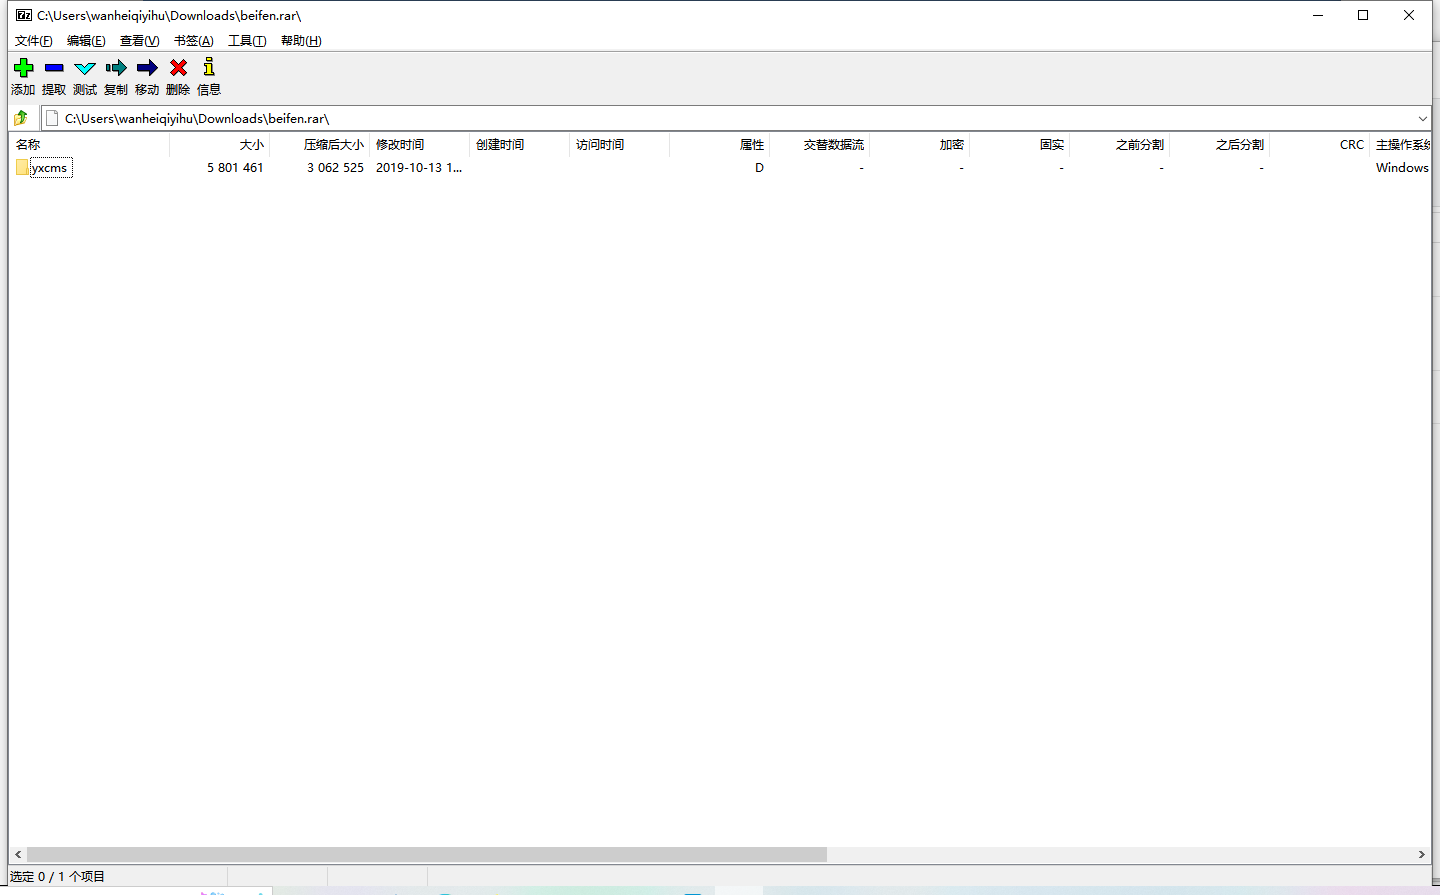 C:\Users\wanheiqiyihu\Downloads\beifen.rar\
文件(F) 编辑(E) 查看(V) 书签(A) 工具(T) 帮助(H)
添加 提取 测试 复制 移动 删除 信息
C:\Users\wanheiqiyihu\Downloads\beifen.rar\
名称 大小 压缩后大小 修改时间 创建时间 访问时间 属性 交替数据流 加密 固实 之前分割 之后分割 CRC 主操作系统
yxcms 5 801 461 3 062 525 2019-10-13 1... D - - - - - Windows
选定 0 / 1 个项目